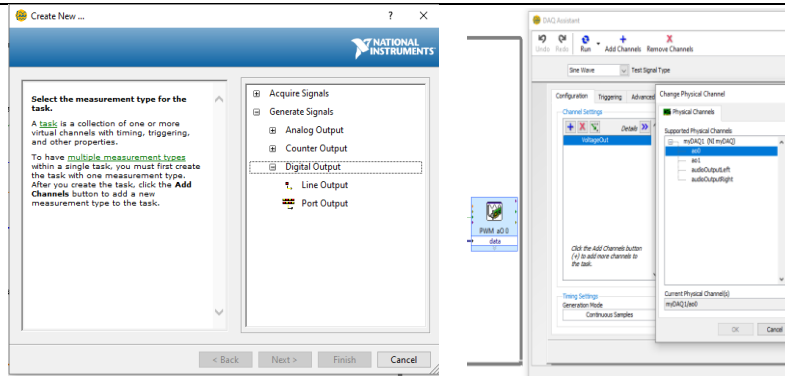 Create New ...
NATIONAL
INSTRUMENTS
Select the measurement type for the
task.
A task is a collection of one or more
virtual channels with timing, triggering,
and other properties.
To have multiple measurement types
within a single task, you must first create
the task with one measurement type.
After you create the task, click the Add
Channels button to add a new
measurement type to the task.
Acquire Signals
Generate Signals
Analog Output
Counter Output
Digital Output
Line Output
Port Output
< Back Next > Finish Cancel
PWM aO 0
data
DAQ Assistant
Undo Redo Run Add Channels Remove Channels
Sine Wave Test Signal Type
Configuration Triggering Advanced
Channel Settings
Details
VoltageOut
Click the Add Channels button
(+) to add more channels to
the task.
Timing Settings
Generation Mode
Continuous Samples
Change Physical Channel
Physical Channels
Supported Physical Channels
myDAQ1 (NI myDAQ)
ao0
ao1
audioOutputLeft
audioOutputRight
Current Physical Channel(s)
myDAQ1/ao0
OK Cancel